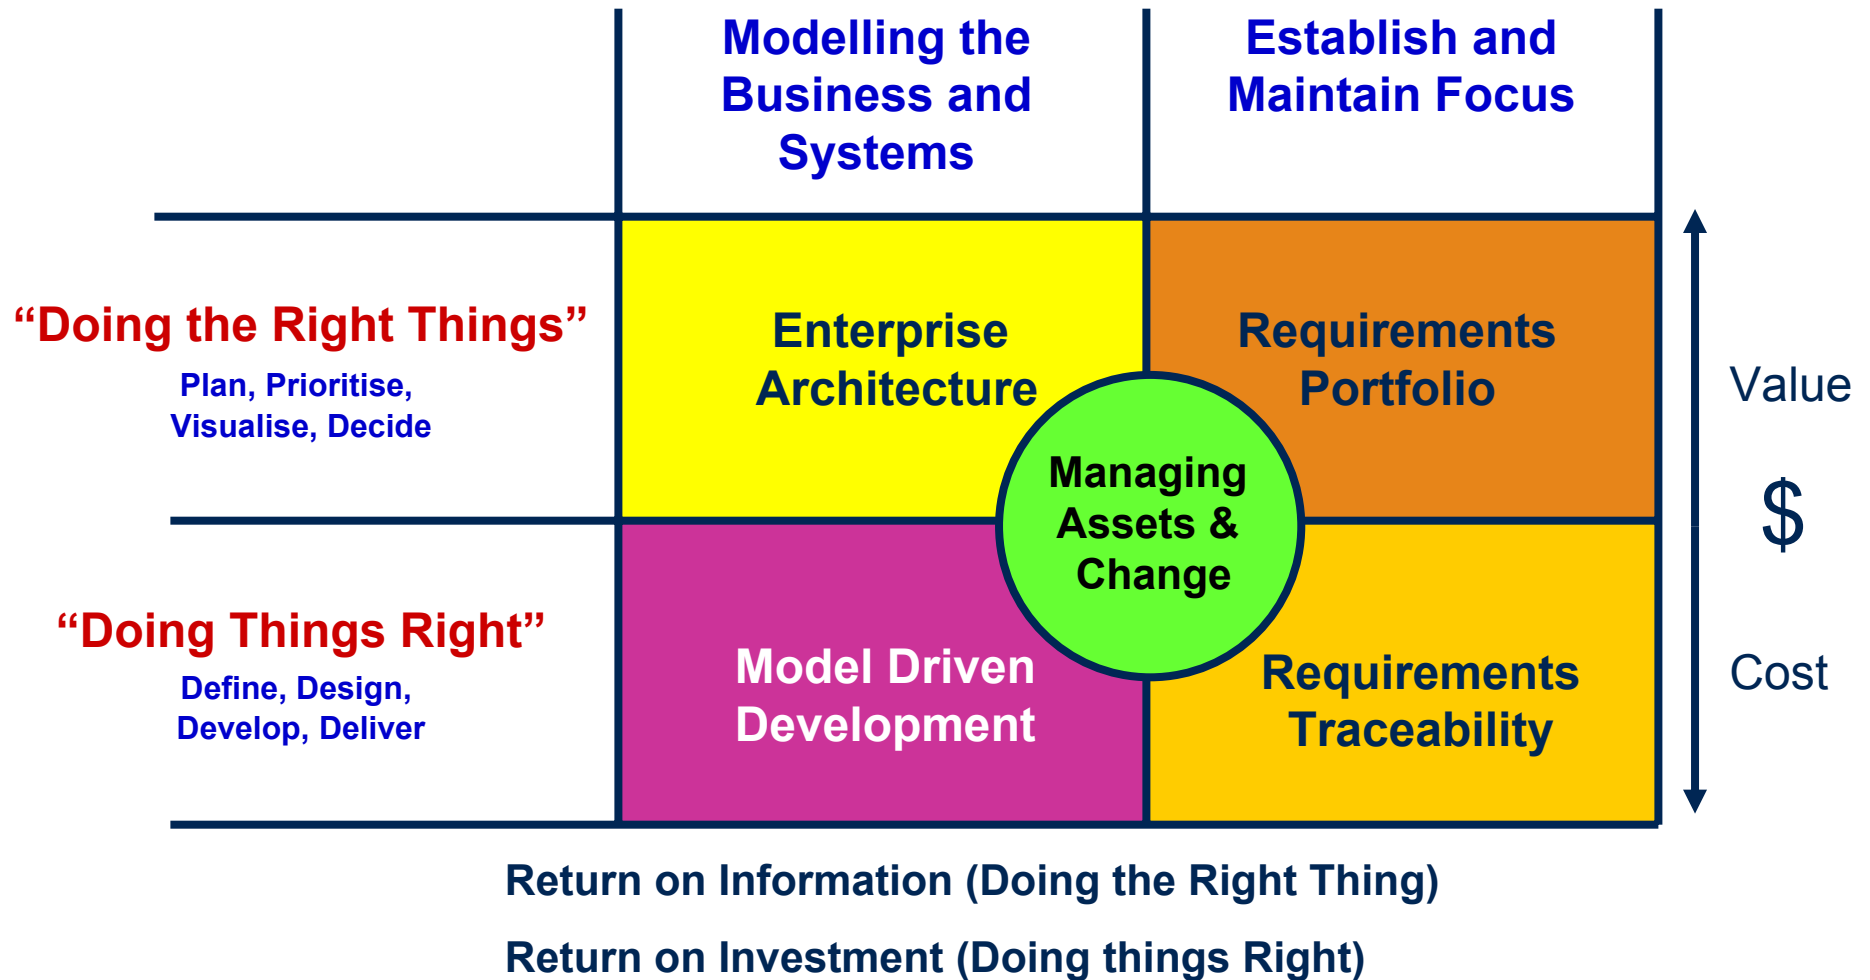 Modelling the
Business and
Systems
Establish and
Maintain Focus
“Doing the Right Things”
Plan, Prioritise,
Visualise, Decide
Enterprise
Architecture
Requirements
Portfolio
Value
Managing
Assets &
Change
$
“Doing Things Right”
Define, Design,
Develop, Deliver
Model Driven
Development
Requirements
Traceability
Cost
Return on Information (Doing the Right Thing)
Return on Investment (Doing things Right)